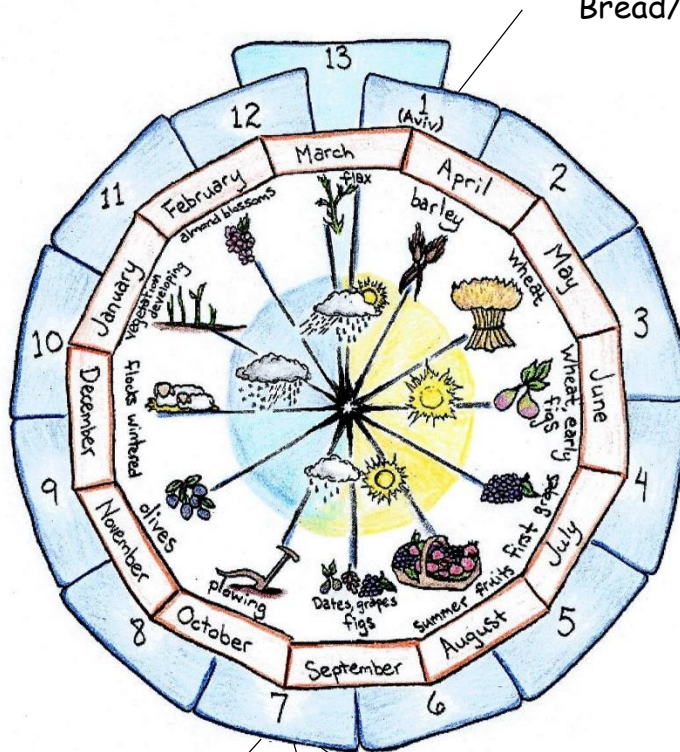 Bread/
13
1
(Aviv)
2
3
4
5
6
7
8
9
10
11
12
March
April
May
June
July
August
September
October
November
December
January
February
flax
barley
wheat
wheat, early
figs
first grapes
summer fruits
Dates, grapes
figs
plowing
olives
flocks wintered
vegetation
developing
almond blossoms